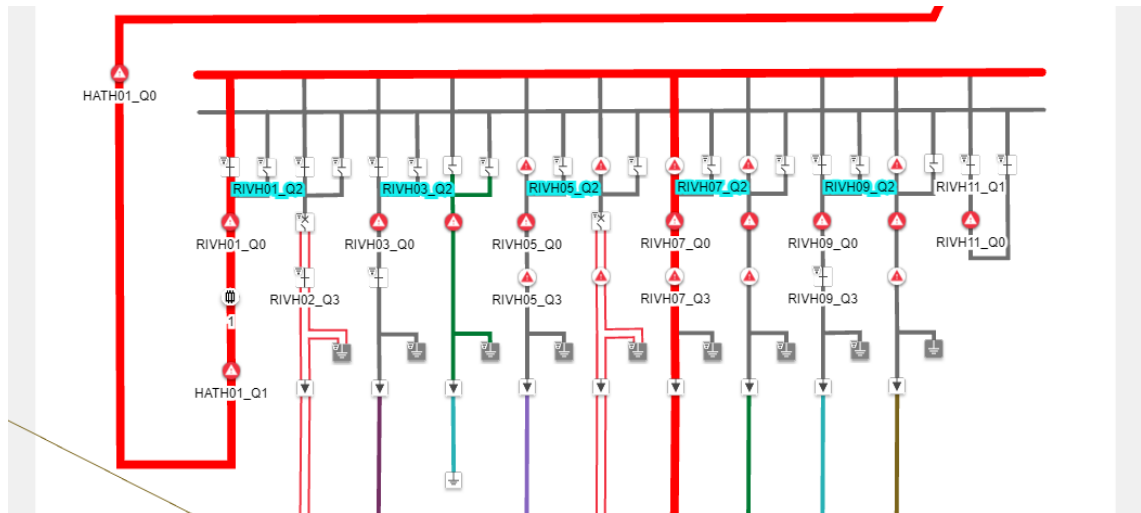 HATH01_Q0
RIVH01_Q2
RIVH03_Q2
RIVH05_Q2
RIVH07_Q2
RIVH09_Q2
RIVH11_Q1
RIVH01_Q0
RIVH03_Q0
RIVH05_Q0
RIVH07_Q0
RIVH09_Q0
RIVH11_Q0
RIVH02_Q3
RIVH05_Q3
RIVH07_Q3
RIVH09_Q3
1
HATH01_Q1